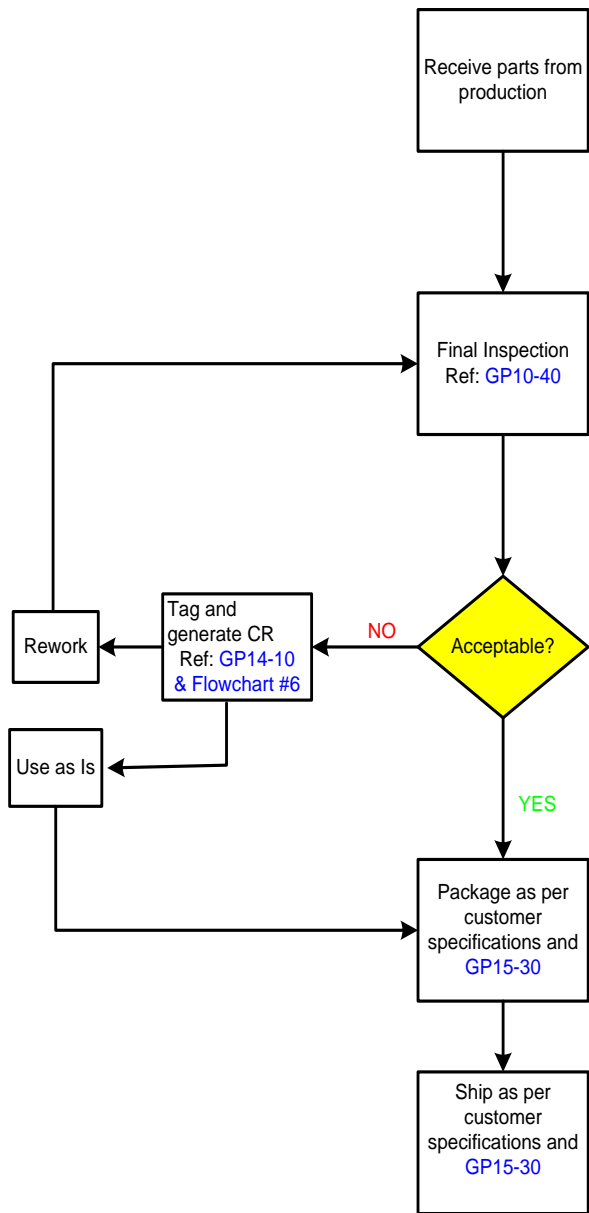 Receive parts from
production
Final Inspection
Ref: GP10-40
Tag and
generate CR
Ref: GP14-10
& Flowchart #6
NO
Acceptable?
Rework
Use as Is
YES
Package as per
customer
specifications and
GP15-30
Ship as per
customer
specifications and
GP15-30